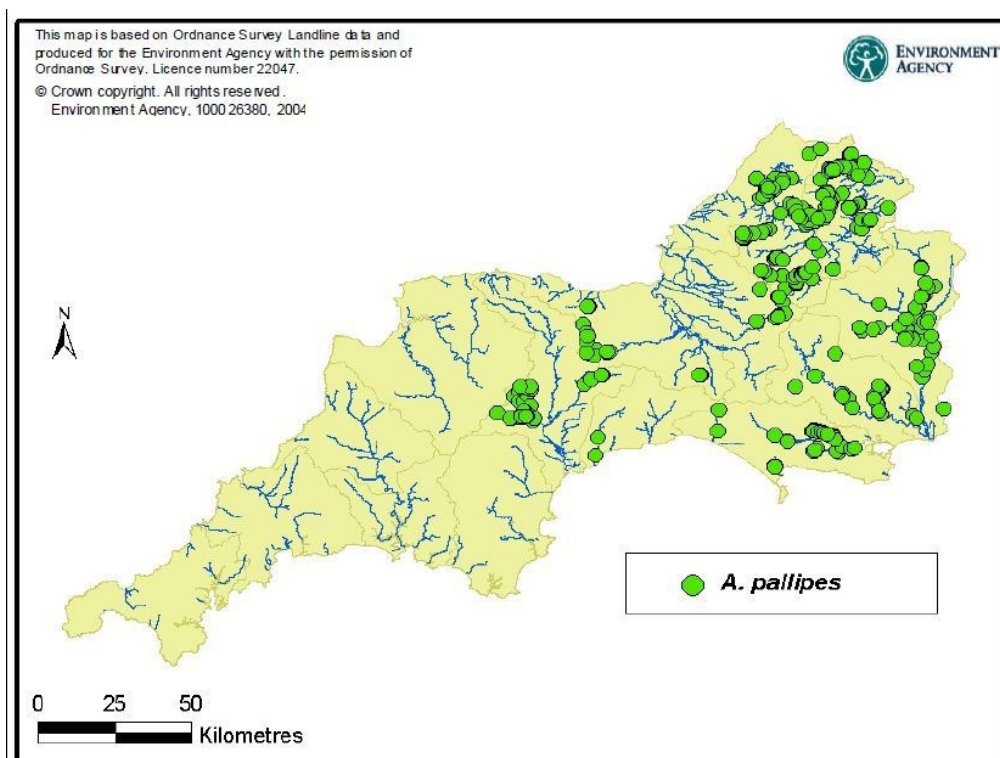 This map is based on Ordnance Survey Landline data and
produced for the Environment Agency with the permission of
Ordnance Survey. Licence number 22047.
© Crown copyright. All rights reserved.
Environment Agency, 100026380, 2004
ENVIRONMENT
AGENCY
N
A. pallipes
0 25 50
Kilometres